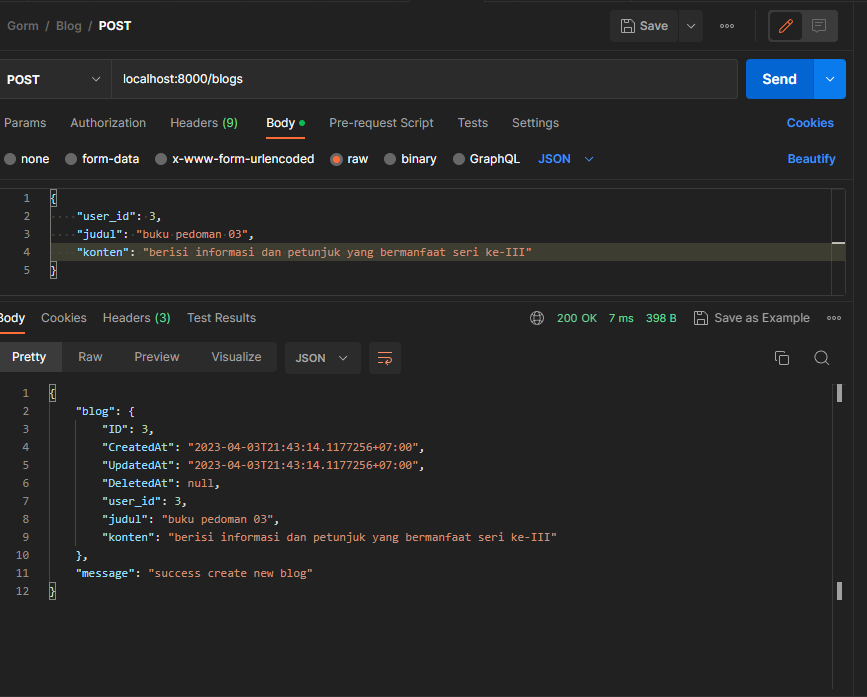 Gorm / Blog / POST
Save
POST localhost:8000/blogs Send
Params Authorization Headers (9) Body Pre-request Script Tests Settings Cookies
none form-data x-www-form-urlencoded raw binary GraphQL JSON Beautify
1 {
2 "user_id": 3,
3 "judul": "buku pedoman 03",
4 "konten": "berisi informasi dan petunjuk yang bermanfaat seri ke-III"
5 }
Body Cookies Headers (3) Test Results 200 OK 7 ms 398 B Save as Example
Pretty Raw Preview Visualize JSON
1 {
2 "blog": {
3 "ID": 3,
4 "CreatedAt": "2023-04-03T21:43:14.1177256+07:00",
5 "UpdatedAt": "2023-04-03T21:43:14.1177256+07:00",
6 "DeletedAt": null,
7 "user_id": 3,
8 "judul": "buku pedoman 03",
9 "konten": "berisi informasi dan petunjuk yang bermanfaat seri ke-III"
10 },
11 "message": "success create new blog"
12 }